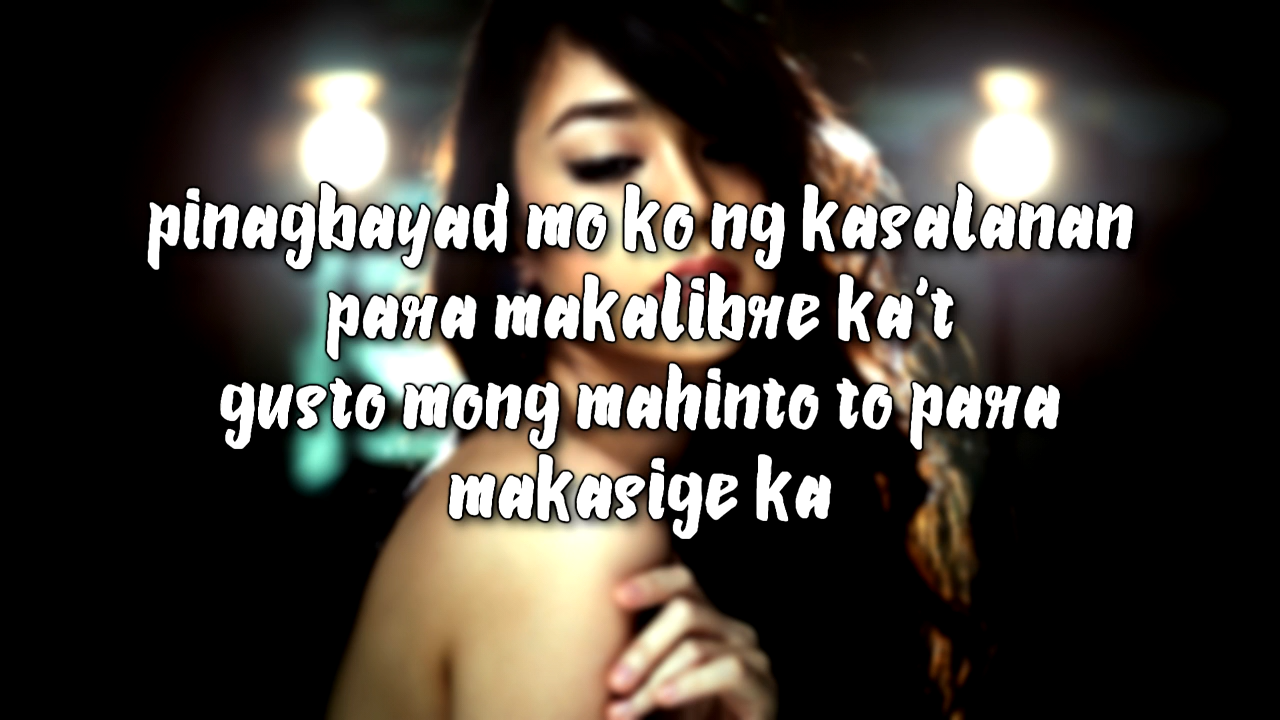 pinagbayad mo ko ng kasalanan
para makalibre ka't
gusto mong mahinto to para
makasige ka